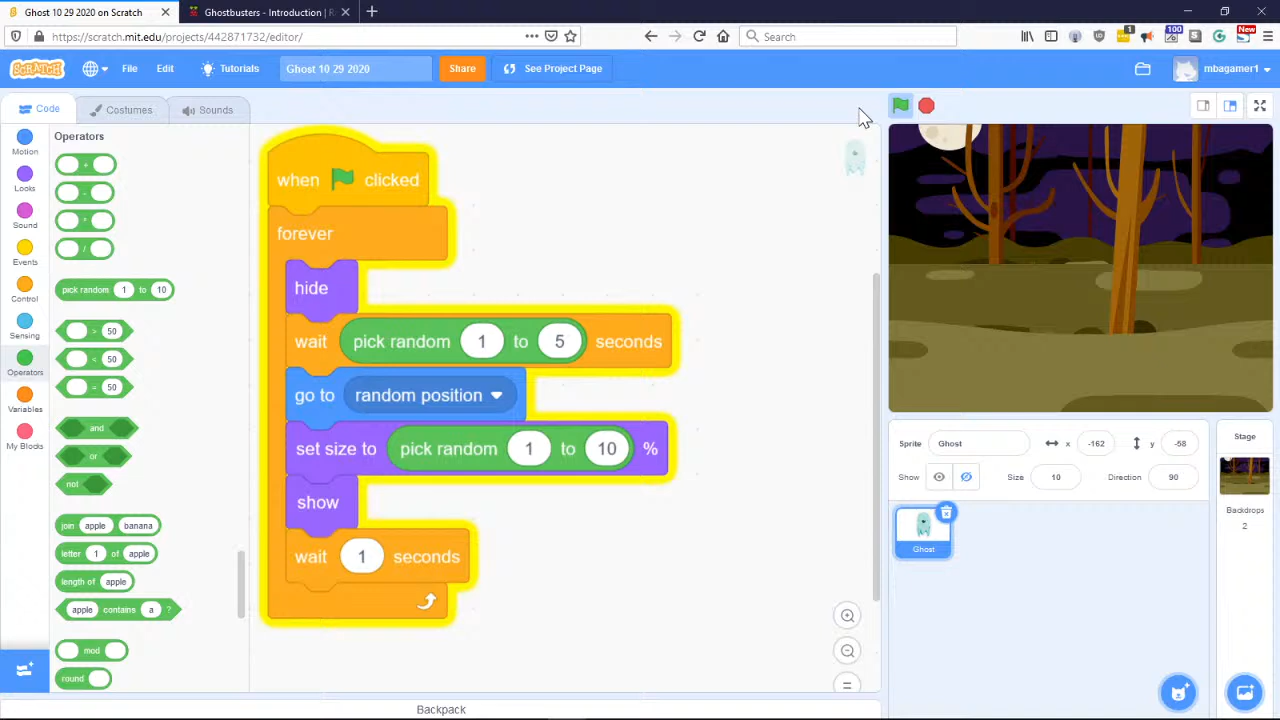 Ghost 10 29 2020 on Scratch
Ghostbusters - Introduction | R
https://scratch.mit.edu/projects/442871732/editor/
Search
1
100
New
SCRATCH
File
Edit
Tutorials
Ghost 10 29 2020
Share
See Project Page
mbagamer1
Code
Costumes
Sounds
Motion
Looks
Sound
Events
Control
Sensing
Operators
Variables
My Blocks
Operators
+
-
*
/
pick random 1 to 10
> 50
< 50
= 50
and
or
not
join apple banana
letter 1 of apple
length of apple
apple contains a ?
mod
round
when clicked
forever
hide
wait pick random 1 to 5 seconds
go to random position
set size to pick random 1 to 10 %
show
wait 1 seconds
Sprite Ghost x -162 y -58
Show Size 10 Direction 90
Ghost
Stage
Backdrops
2
Backpack